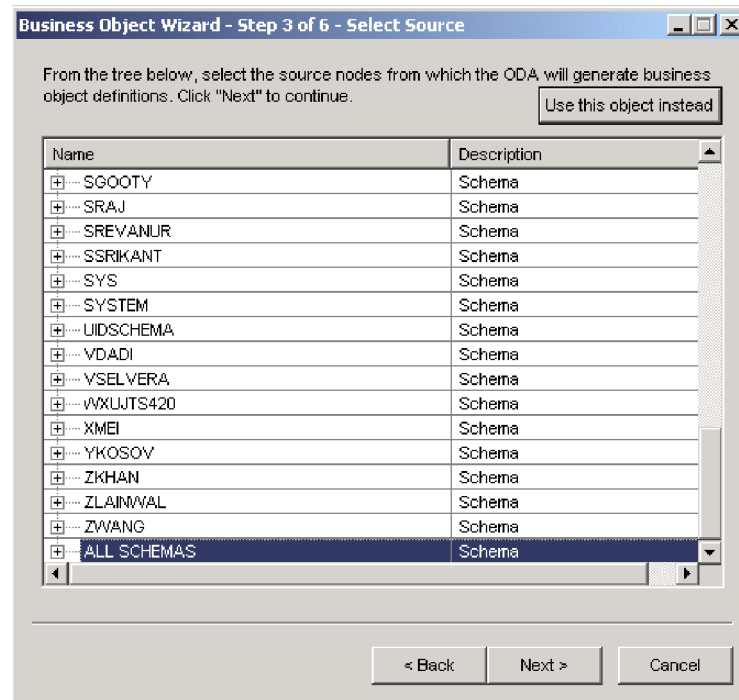 Business Object Wizard - Step 3 of 6 - Select Source
From the tree below, select the source nodes from which the ODA will generate business
object definitions. Click "Next" to continue.
Use this object instead
Name Description
SGOOTY Schema
SRAJ Schema
SREVANUR Schema
SSRIKANT Schema
SYS Schema
SYSTEM Schema
UIDSCHEMA Schema
VDADI Schema
VSELVERA Schema
WXUJTS420 Schema
XMEI Schema
YKOSOV Schema
ZKHAN Schema
ZLAINWAL Schema
ZWANG Schema
ALL SCHEMAS Schema
< Back Next > Cancel